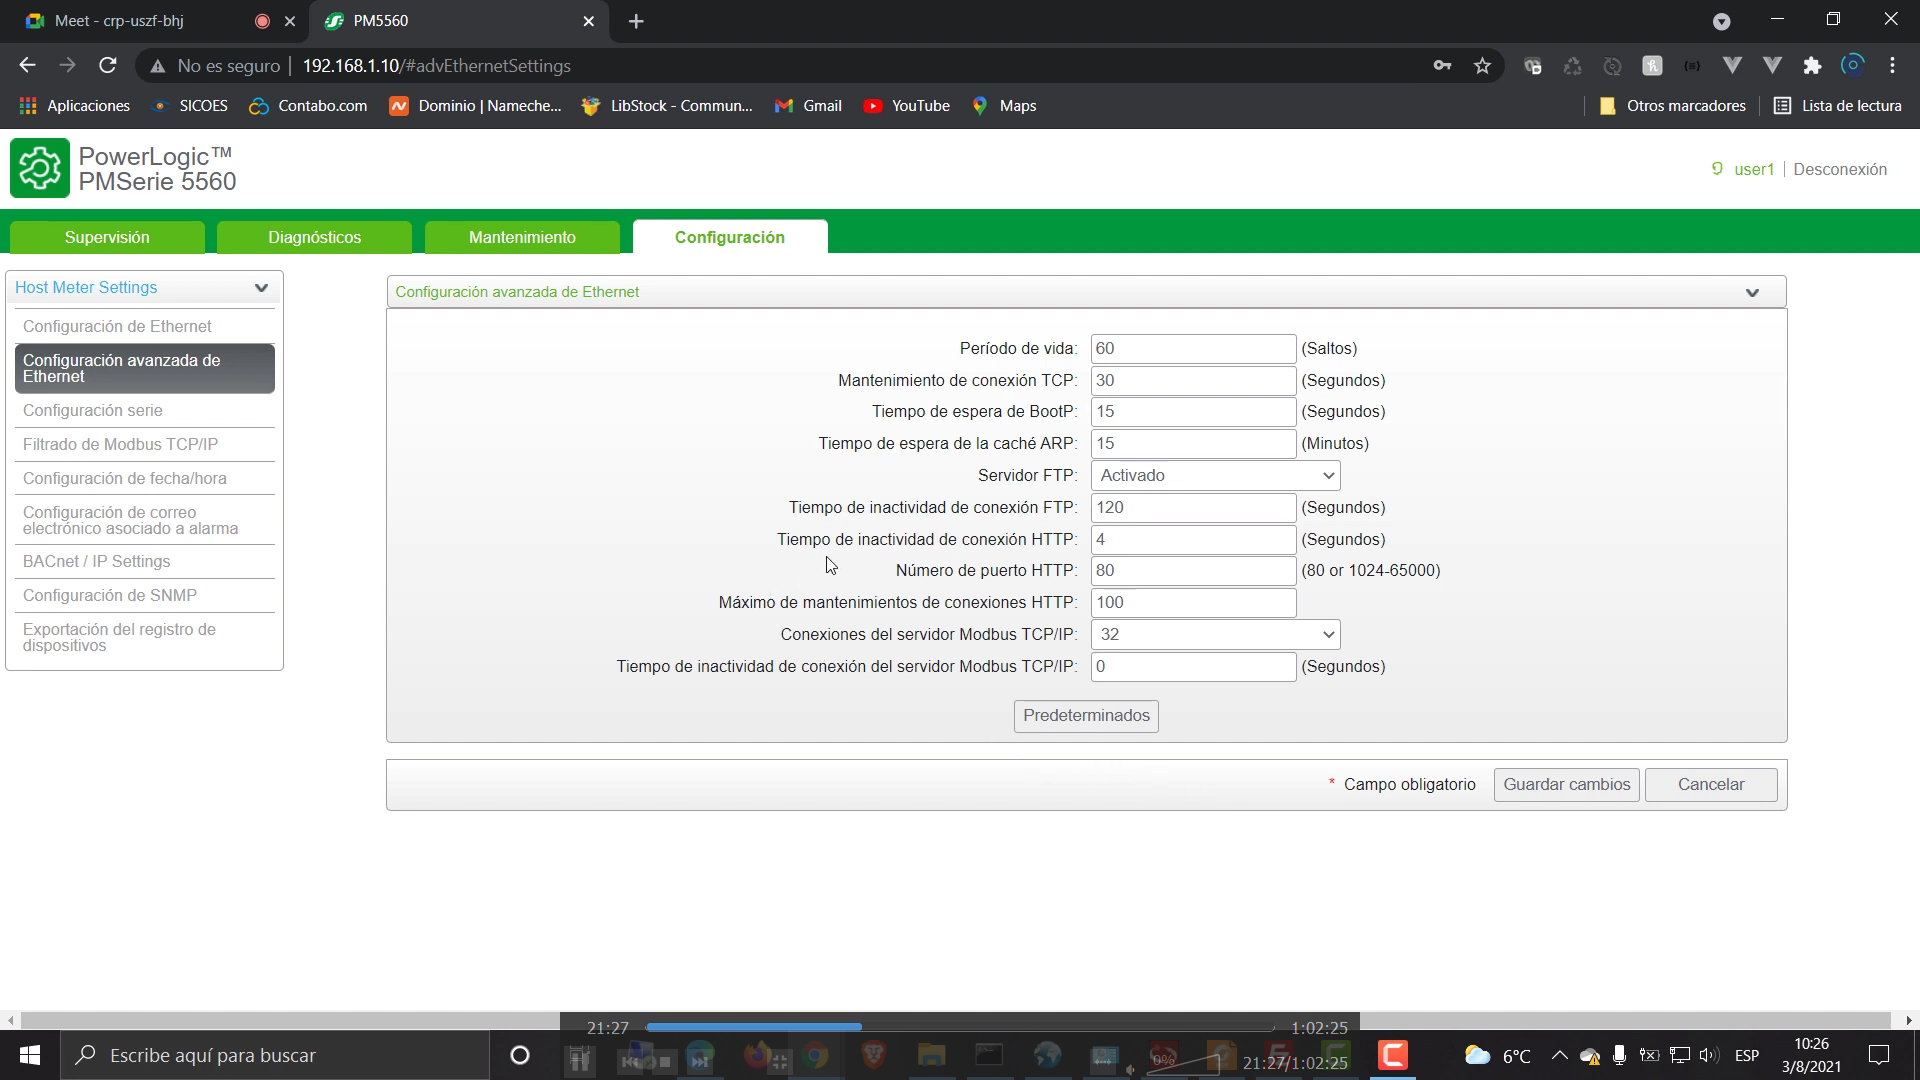 Meet - crp-uszf-bhj
PM5560
No es seguro
192.168.1.10/#advEthernetSettings
Aplicaciones
SICOES
Contabo.com
Dominio | Nameche...
LibStock - Commun...
Gmail
YouTube
Maps
Otros marcadores
Lista de lectura
PowerLogic™
PMSerie 5560
user1
Desconexión
Supervisión
Diagnósticos
Mantenimiento
Configuración
Host Meter Settings
Configuración de Ethernet
Configuración avanzada de
Ethernet
Configuración serie
Filtrado de Modbus TCP/IP
Configuración de fecha/hora
Configuración de correo
electrónico asociado a alarma
BACnet / IP Settings
Configuración de SNMP
Exportación del registro de
dispositivos
Configuración avanzada de Ethernet
Período de vida: 60 (Saltos)
Mantenimiento de conexión TCP: 30 (Segundos)
Tiempo de espera de BootP: 15 (Segundos)
Tiempo de espera de la caché ARP: 15 (Minutos)
Servidor FTP: Activado
Tiempo de inactividad de conexión FTP: 120 (Segundos)
Tiempo de inactividad de conexión HTTP: 4 (Segundos)
Número de puerto HTTP: 80 (80 or 1024-65000)
Máximo de mantenimientos de conexiones HTTP: 100
Conexiones del servidor Modbus TCP/IP: 32
Tiempo de inactividad de conexión del servidor Modbus TCP/IP: 0 (Segundos)
Predeterminados
* Campo obligatorio
Guardar cambios
Cancelar
21:27
1:02:25
Escribe aquí para buscar
0%
21:27/1:02:25
6°C
ESP
10:26
3/8/2021